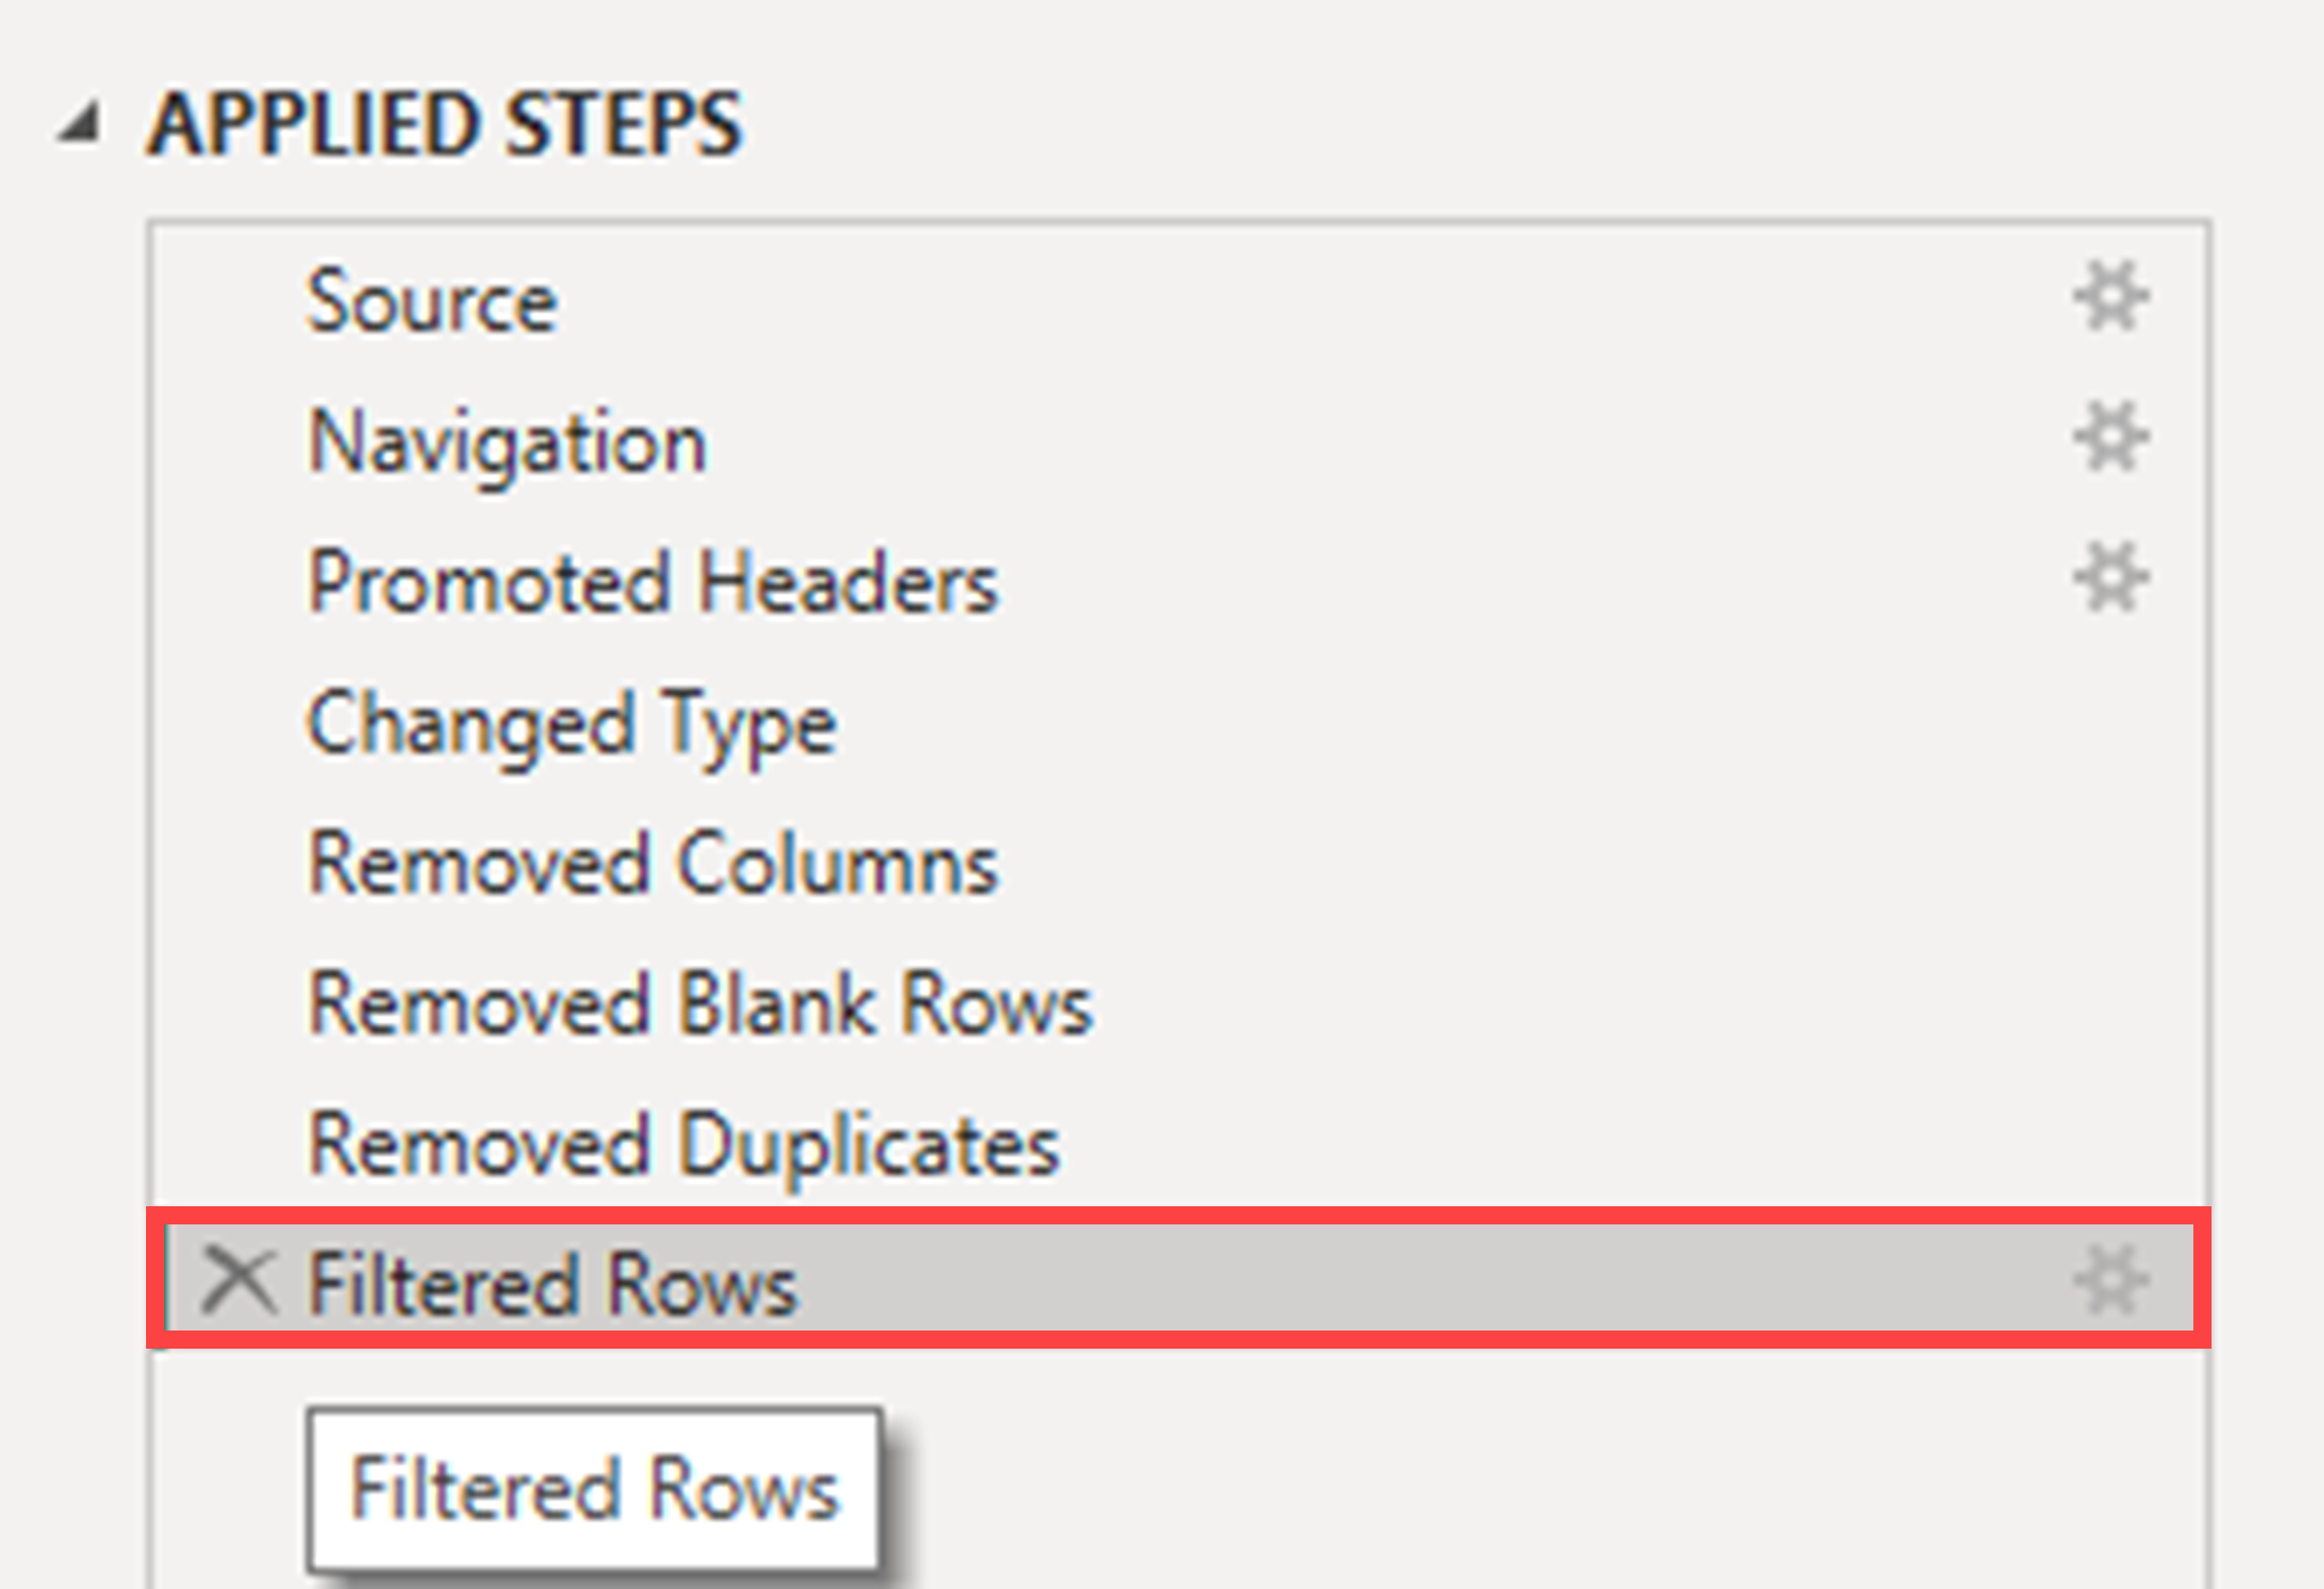 APPLIED STEPS
Source
Navigation
Promoted Headers
Changed Type
Removed Columns
Removed Blank Rows
Removed Duplicates
Filtered Rows
Filtered Rows